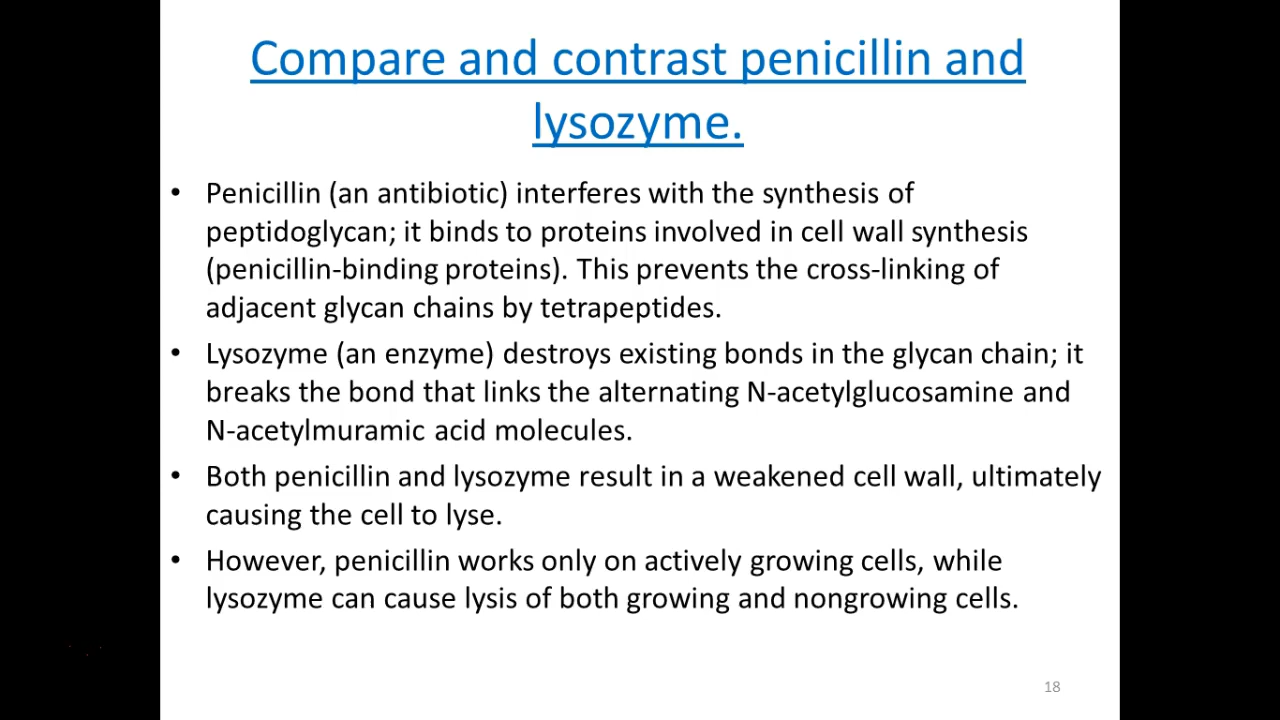 Compare and contrast penicillin and
lysozyme.
• Penicillin (an antibiotic) interferes with the synthesis of
peptidoglycan; it binds to proteins involved in cell wall synthesis
(penicillin-binding proteins). This prevents the cross-linking of
adjacent glycan chains by tetrapeptides.
• Lysozyme (an enzyme) destroys existing bonds in the glycan chain; it
breaks the bond that links the alternating N-acetylglucosamine and
N-acetylmuramic acid molecules.
• Both penicillin and lysozyme result in a weakened cell wall, ultimately
causing the cell to lyse.
• However, penicillin works only on actively growing cells, while
lysozyme can cause lysis of both growing and nongrowing cells.
18